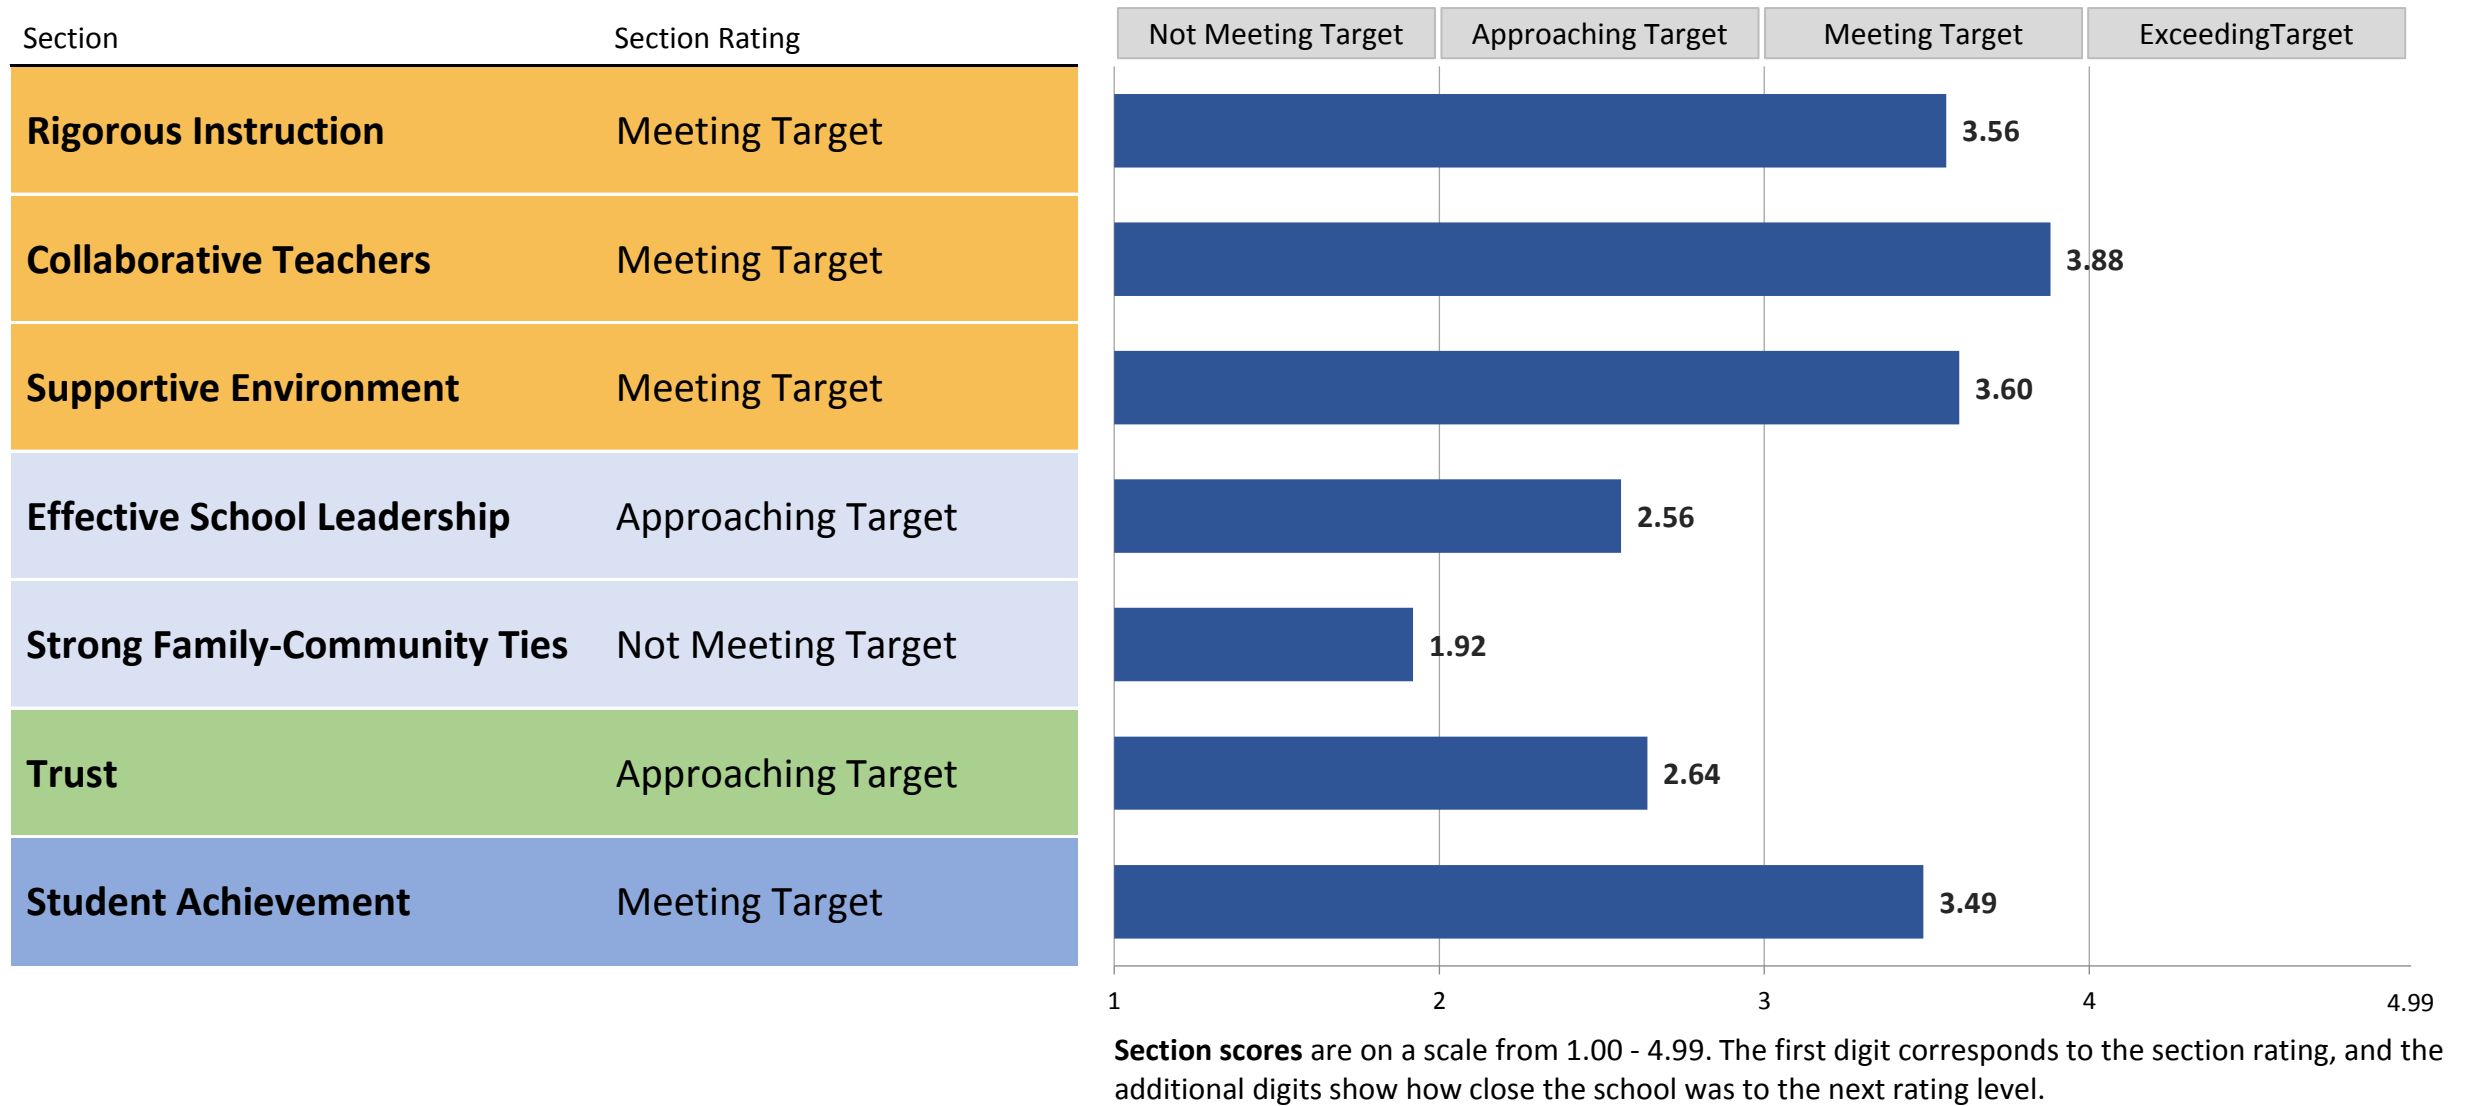 Section Section Rating Not Meeting Target Approaching Target Meeting Target ExceedingTarget
Rigorous Instruction Meeting Target 3.56
Collaborative Teachers Meeting Target 3.88
Supportive Environment Meeting Target 3.60
Effective School Leadership Approaching Target 2.56
Strong Family-Community Ties Not Meeting Target 1.92
Trust Approaching Target 2.64
Student Achievement Meeting Target 3.49
1 2 3 4 4.99
Section scores are on a scale from 1.00 - 4.99. The first digit corresponds to the section rating, and the
additional digits show how close the school was to the next rating level.